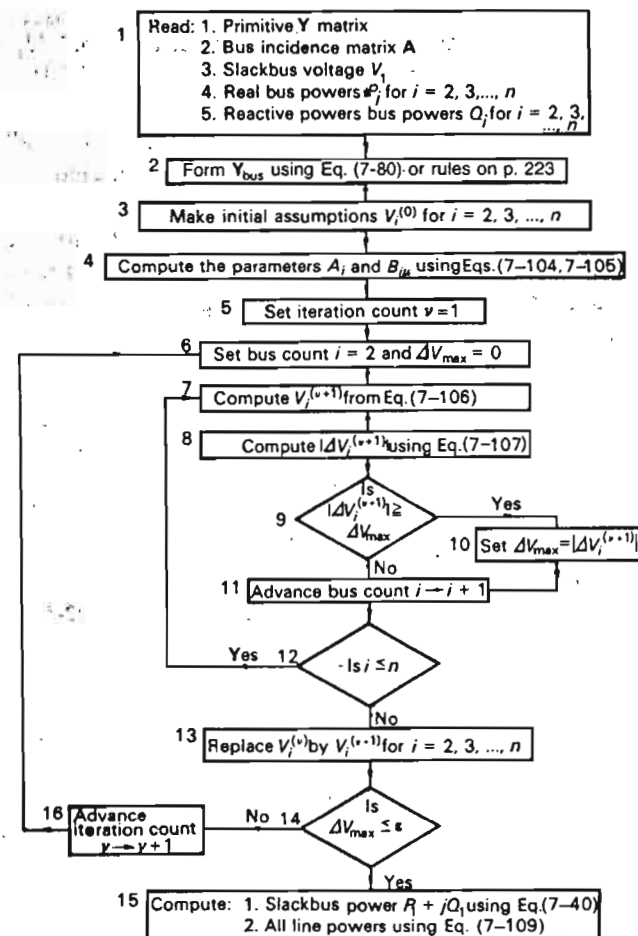 1
Read: 1. Primitive Y matrix
2. Bus incidence matrix A
3. Slackbus voltage V₁
4. Real bus powers Pᵢ for i = 2, 3,..., n
5. Reactive powers bus powers Qᵢ for i = 2, 3,
..., n
2 Form Y_bus using Eq. (7-80) or rules on p. 223
3 Make initial assumptions Vᵢ⁽⁰⁾ for i = 2, 3, ..., n
4 Compute the parameters Aᵢ and Bᵢₖ using Eqs. (7-104, 7-105)
5 Set iteration count ν = 1
6 Set bus count i = 2 and ΔV_max = 0
7 Compute Vᵢ⁽ᵛ⁺¹⁾ from Eq. (7-106)
8 Compute |ΔVᵢ⁽ᵛ⁺¹⁾| using Eq. (7-107)
9 Is
|ΔVᵢ⁽ᵛ⁺¹⁾| ≧
ΔV_max
Yes
10 Set ΔV_max = |ΔVᵢ⁽ᵛ⁺¹⁾|
No
11 Advance bus count i → i + 1
Yes 12 Is i ≤ n
No
13 Replace Vᵢ⁽ᵛ⁾ by Vᵢ⁽ᵛ⁺¹⁾ for i = 2, 3, ..., n
14 Is
ΔV_max ≤ ε
No
16 Advance
iteration count
ν → ν + 1
Yes
15 Compute: 1. Slackbus power P₁ + jQ₁ using Eq. (7-40)
2. All line powers using Eq. (7-109)